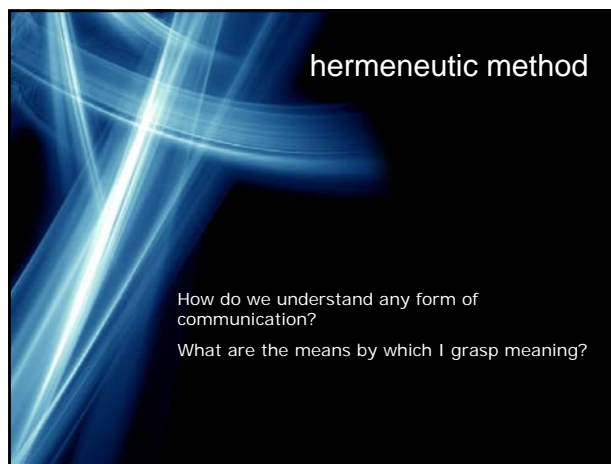 hermeneutic method
How do we understand any form of
communication?
What are the means by which I grasp meaning?